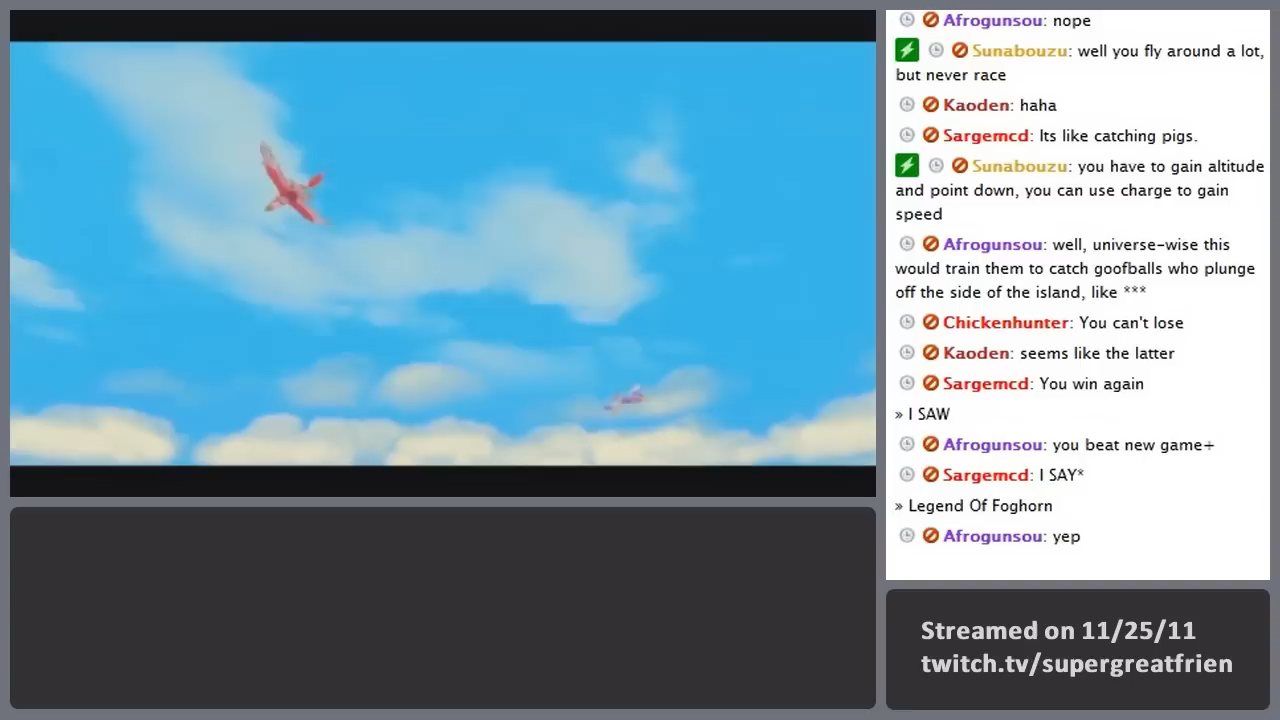 Afrogunsou: nope
Sunabouzu: well you fly around a lot,
but never race
Kaoden: haha
Sargemcd: Its like catching pigs.
Sunabouzu: you have to gain altitude
and point down, you can use charge to gain
speed
Afrogunsou: well, universe-wise this
would train them to catch goofballs who plunge
off the side of the island, like ***
Chickenhunter: You can't lose
Kaoden: seems like the latter
Sargemcd: You win again
» I SAW
Afrogunsou: you beat new game+
Sargemcd: I SAY*
» Legend Of Foghorn
Afrogunsou: yep
Streamed on 11/25/11
twitch.tv/supergreatfrien